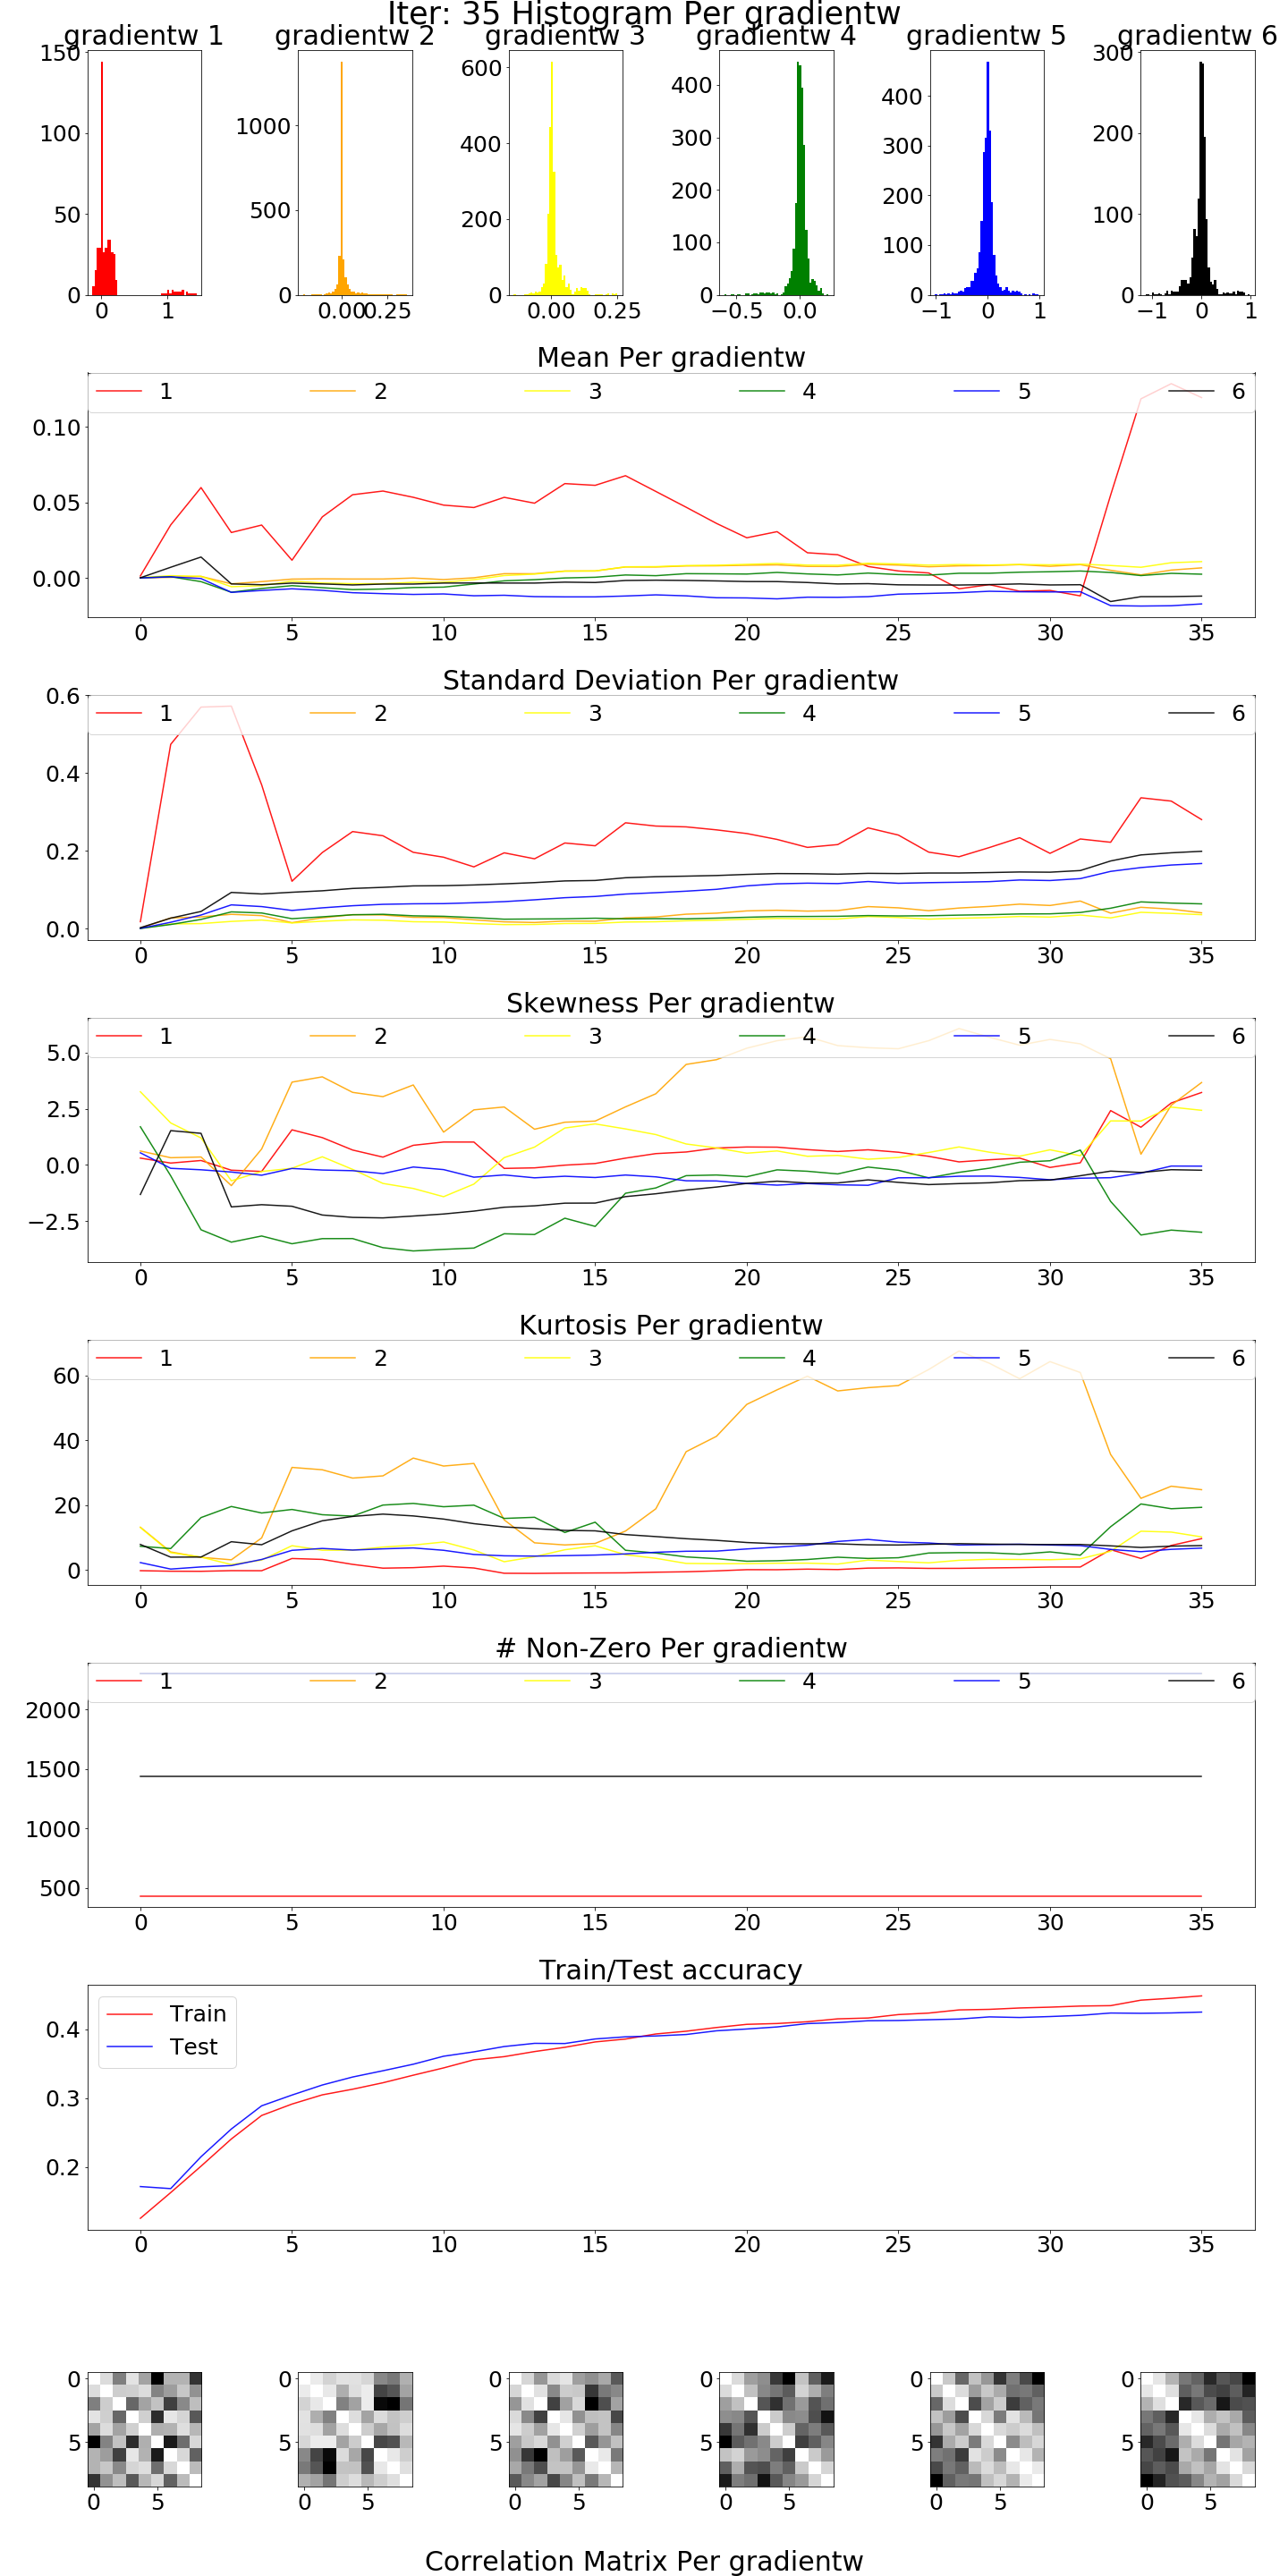 Iter: 35 Histogram Per gradientw
gradientw 1 gradientw 2 gradientw 3 gradientw 4 gradientw 5 gradientw 6
150 100 50 0
0 1
1000 500 0
0.00 0.25
600 400 200 0
0.00 0.25
400 300 200 100 0
−0.5 0.0
400 300 200 100 0
−1 0 1
300 200 100 0
−1 0 1
Mean Per gradientw
1 2 3 4 5 6
0.10
0.05
0.00
0 5 10 15 20 25 30 35
Standard Deviation Per gradientw
0.6
1 2 3 4 5 6
0.4
0.2
0.0
0 5 10 15 20 25 30 35
Skewness Per gradientw
1 2 3 4 5 6
5.0
2.5
0.0
−2.5
0 5 10 15 20 25 30 35
Kurtosis Per gradientw
1 2 3 4 5 6
60
40
20
0
0 5 10 15 20 25 30 35
# Non-Zero Per gradientw
1 2 3 4 5 6
2000
1500
1000
500
0 5 10 15 20 25 30 35
Train/Test accuracy
Train
Test
0.4
0.3
0.2
0 5 10 15 20 25 30 35
0 0 0 0 0 0
5 5 5 5 5 5
0 5 0 5 0 5 0 5 0 5 0 5
Correlation Matrix Per gradientw